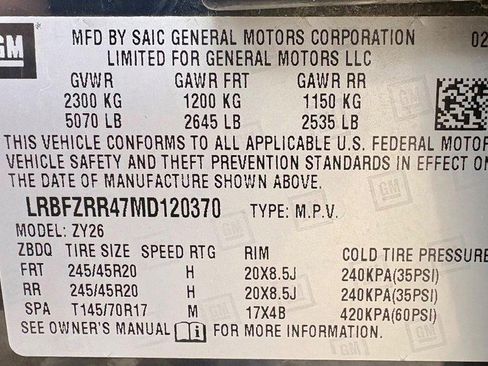 GM
MFD BY SAIC GENERAL MOTORS CORPORATION 02
LIMITED FOR GENERAL MOTORS LLC
GVWR GAWR FRT GAWR RR
2300 KG 1200 KG 1150 KG
5070 LB 2645 LB 2535 LB
THIS VEHICLE CONFORMS TO ALL APPLICABLE U.S. FEDERAL MOTOR
VEHICLE SAFETY AND THEFT PREVENTION STANDARDS IN EFFECT ON
THE DATE OF MANUFACTURE SHOWN ABOVE.
LRBFZRR47MD120370 TYPE: M.P.V.
MODEL: ZY26
ZBDQ TIRE SIZE SPEED RTG RIM COLD TIRE PRESSURE
FRT 245/45R20 H 20X8.5J 240KPA(35PSI)
RR 245/45R20 H 20X8.5J 240KPA(35PSI)
SPA T145/70R17 M 17X4B 420KPA(60PSI)
SEE OWNER'S MANUAL FOR MORE INFORMATION.